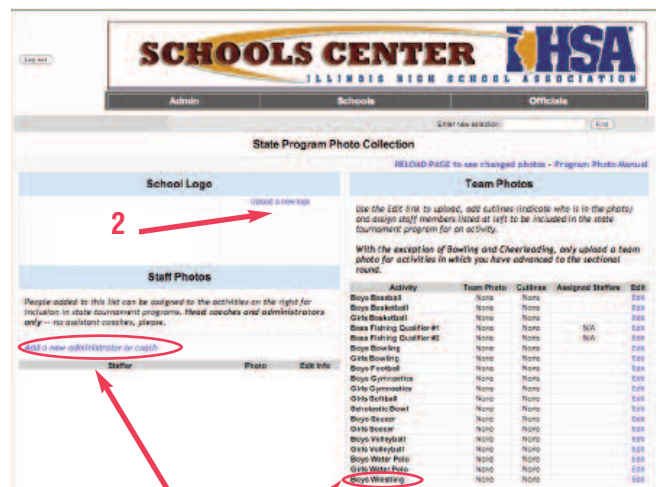 Log out
SCHOOLS CENTER IHSA
ILLINOIS HIGH SCHOOL ASSOCIATION
Admin Schools Officials
Enter new selection: Find
State Program Photo Collection
RELOAD PAGE to see changed photos - Program Photo Manual
School Logo
Upload a new logo
2
Staff Photos
People added to this list can be assigned to the activities on the right for
inclusion in state tournament programs. Head coaches and administrators
only -- no assistant coaches, please.
Add a new administrator or coach
Staffer Photo Edit Info
Team Photos
Use the Edit link to upload, add cutlines (indicate who is in the photo)
and assign staff members listed at left to be included in the state
tournament program for an activity.
With the exception of Bowling and Cheerleading, only upload a team
photo for activities in which you have advanced to the sectional
round.
Activity Team Photo Cutlines Assigned Staffers Edit
Boys Baseball None None Edit
Boys Basketball None None Edit
Girls Basketball None None Edit
Bass Fishing Qualifier #1 None None N/A Edit
Bass Fishing Qualifier #2 None None N/A Edit
Boys Bowling None None Edit
Girls Bowling None None Edit
Boys Football None None Edit
Boys Gymnastics None None Edit
Girls Gymnastics None None Edit
Girls Softball None None Edit
Scholastic Bowl None None Edit
Boys Soccer None None Edit
Girls Soccer None None Edit
Boys Volleyball None None Edit
Girls Volleyball None None Edit
Boys Water Polo None None Edit
Girls Water Polo None None Edit
Boys Wrestling None None Edit